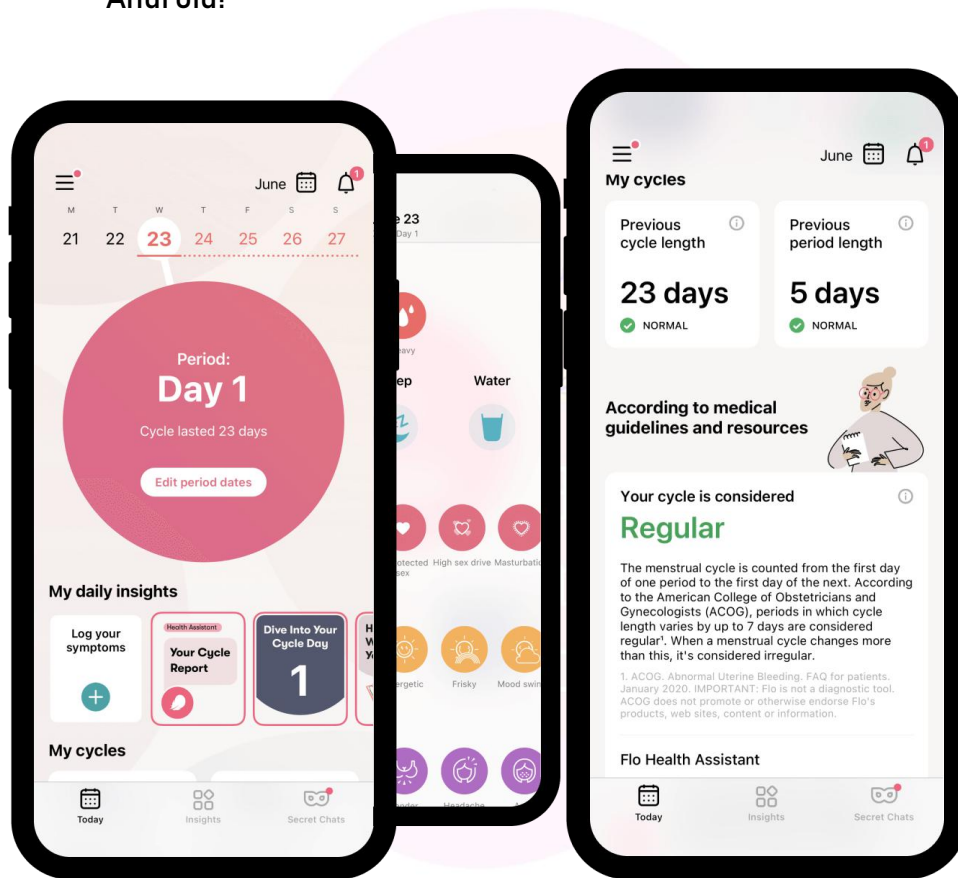 Android!
June
1
M T W T F S S
21 22 23 24 25 26 27
Period:
Day 1
Cycle lasted 23 days
Edit period dates
My daily insights
Log your
symptoms
Health Assistant
Your Cycle
Report
Dive Into Your
Cycle Day
1
My cycles
Today
Insights
Secret Chats
23
Day 1
Water
sex
High sex drive
Frisky
Headache
June
1
My cycles
Previous
cycle length
23 days
NORMAL
Previous
period length
5 days
NORMAL
According to medical
guidelines and resources
Your cycle is considered
Regular
The menstrual cycle is counted from the first day
of one period to the first day of the next. According
to the American College of Obstetricians and
Gynecologists (ACOG), periods in which cycle
length varies by up to 7 days are considered
regular¹. When a menstrual cycle changes more
than this, it's considered irregular.
1. ACOG. Abnormal Uterine Bleeding. FAQ for patients.
January 2020. IMPORTANT: Flo is not a diagnostic tool.
ACOG does not promote or otherwise endorse Flo's
products, web sites, content or information.
Flo Health Assistant
Today
Insights
Secret Chats